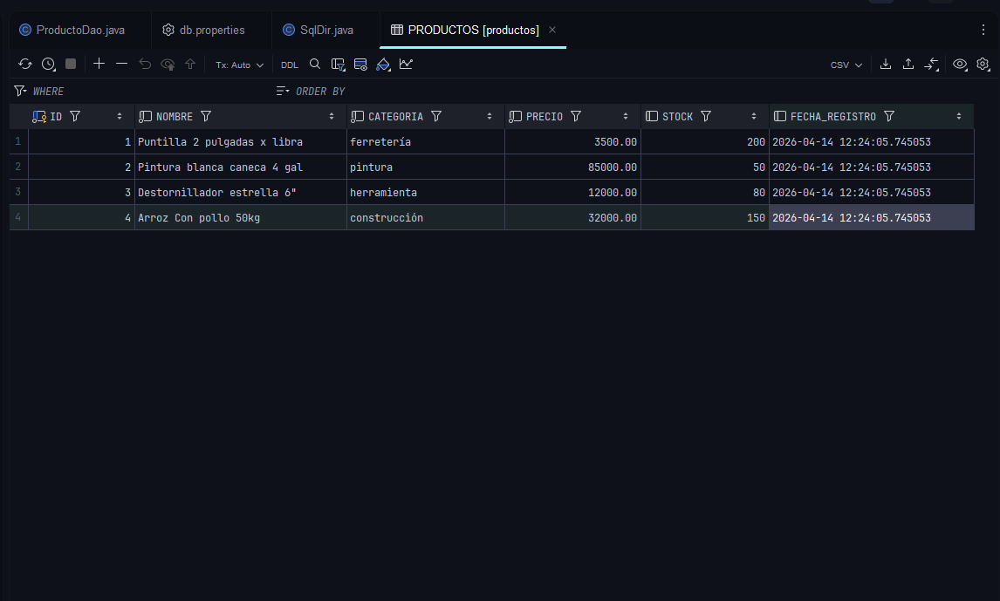 ProductoDao.java db.properties SqlDir.java PRODUCTOS [productos]
Tx: Auto DDL CSV
WHERE ORDER BY
ID NOMBRE CATEGORIA PRECIO STOCK FECHA_REGISTRO
1 1 Puntilla 2 pulgadas x libra ferretería 3500.00 200 2026-04-14 12:24:05.745053
2 2 Pintura blanca caneca 4 gal pintura 85000.00 50 2026-04-14 12:24:05.745053
3 3 Destornillador estrella 6" herramienta 12000.00 80 2026-04-14 12:24:05.745053
4 4 Arroz Con pollo 50kg construcción 32000.00 150 2026-04-14 12:24:05.745053